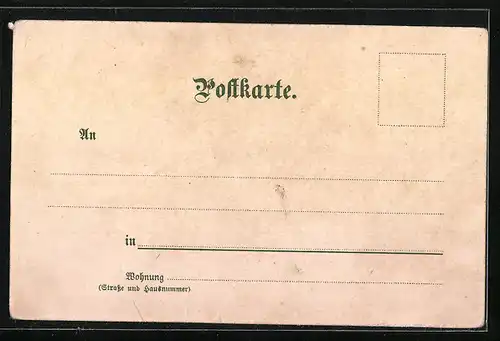 Postkarte.
An
in
Wohnung
(Straße und Hausnummer)